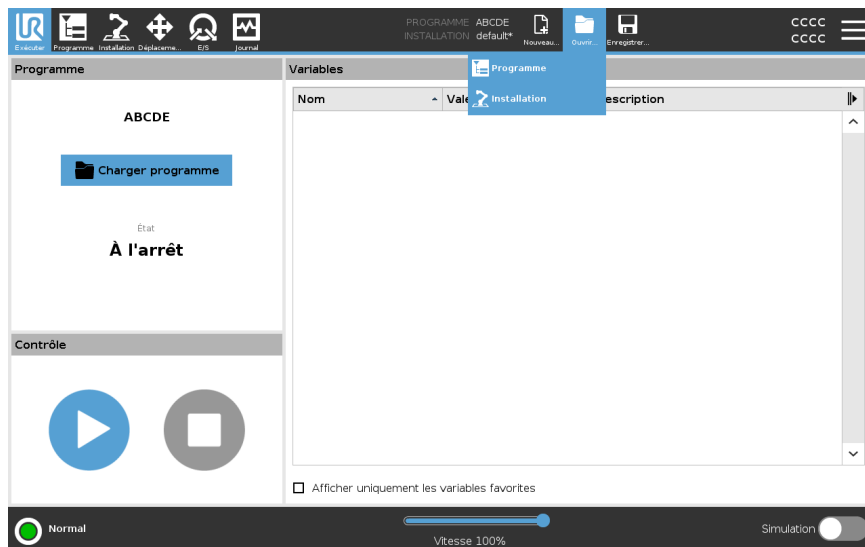 UR
PROGRAMME ABCDE
INSTALLATION default*
Exécuter Programme Installation Déplaceme... E/S Journal
Nouveau... Ouvrir... Enregistrer...
CCCC
CCCC
Programme
Installation
Programme
ABCDE
Charger programme
État
À l'arrêt
Contrôle
Variables
Nom Vale escription
Afficher uniquement les variables favorites
Normal
Vitesse 100%
Simulation